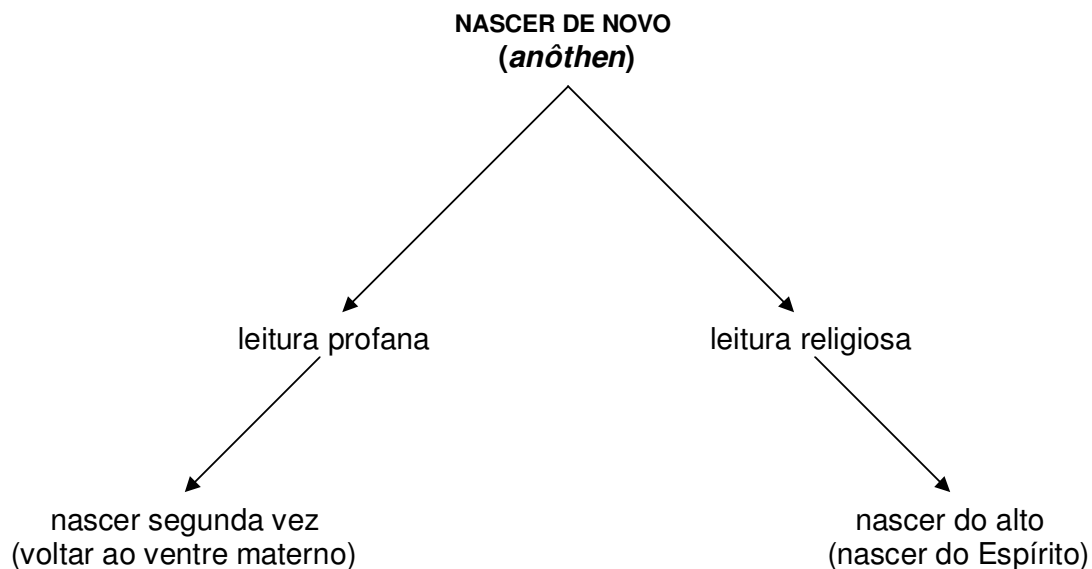 NASCER DE NOVO
(anôthen)
leitura profana
leitura religiosa
nascer segunda vez
(voltar ao ventre materno)
nascer do alto
(nascer do Espírito)